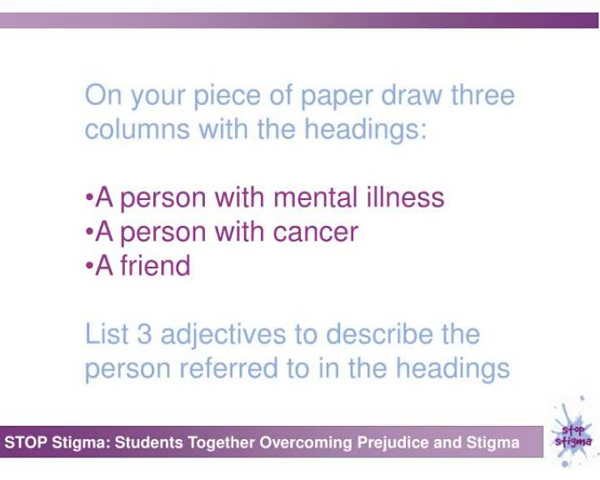 On your piece of paper draw three
columns with the headings:
•A person with mental illness
•A person with cancer
•A friend
List 3 adjectives to describe the
person referred to in the headings
STOP Stigma: Students Together Overcoming Prejudice and Stigma
stop
stigma